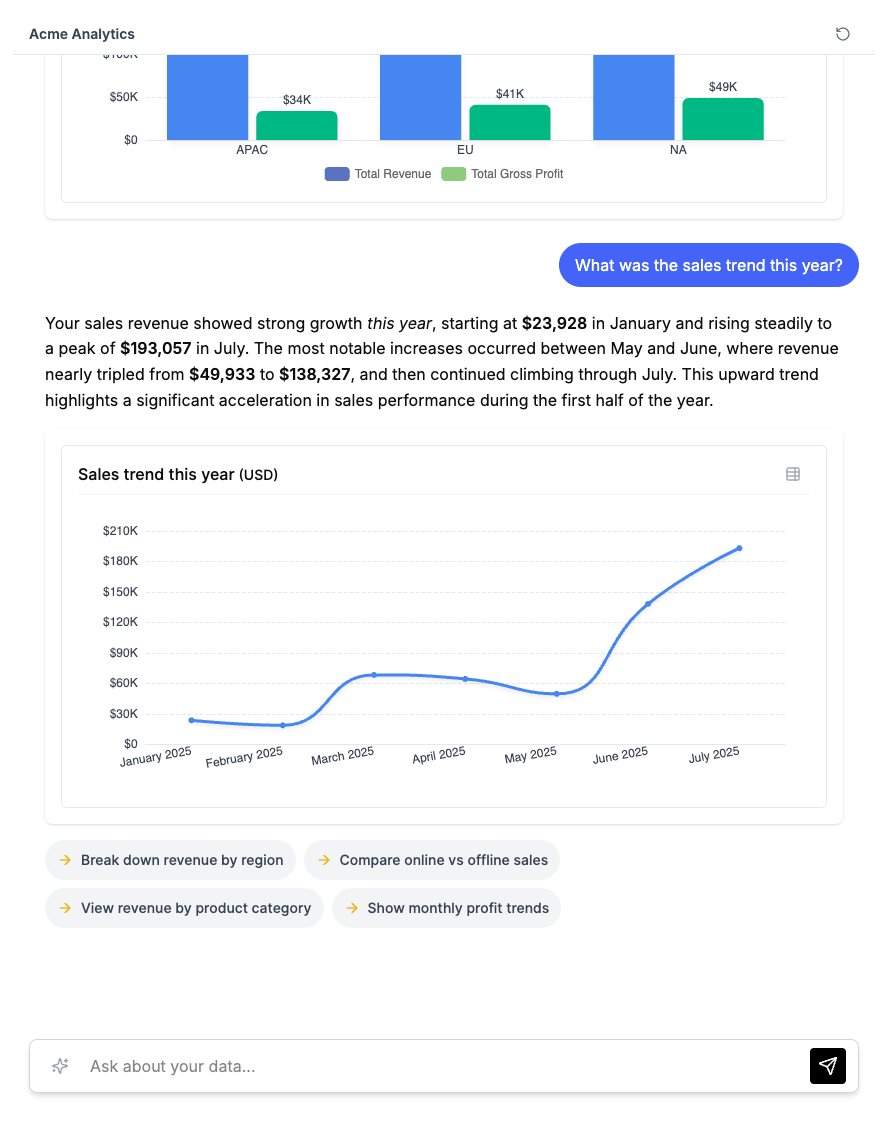 Acme Analytics
$50K
$34K
$41K
$49K
$0
APAC
EU
NA
Total Revenue
Total Gross Profit
What was the sales trend this year?
Your sales revenue showed strong growth this year, starting at $23,928 in January and rising steadily to
a peak of $193,057 in July. The most notable increases occurred between May and June, where revenue
nearly tripled from $49,933 to $138,327, and then continued climbing through July. This upward trend
highlights a significant acceleration in sales performance during the first half of the year.
Sales trend this year (USD)
$210K
$180K
$150K
$120K
$90K
$60K
$30K
$0
January 2025
February 2025
March 2025
April 2025
May 2025
June 2025
July 2025
Break down revenue by region
Compare online vs offline sales
View revenue by product category
Show monthly profit trends
Ask about your data...